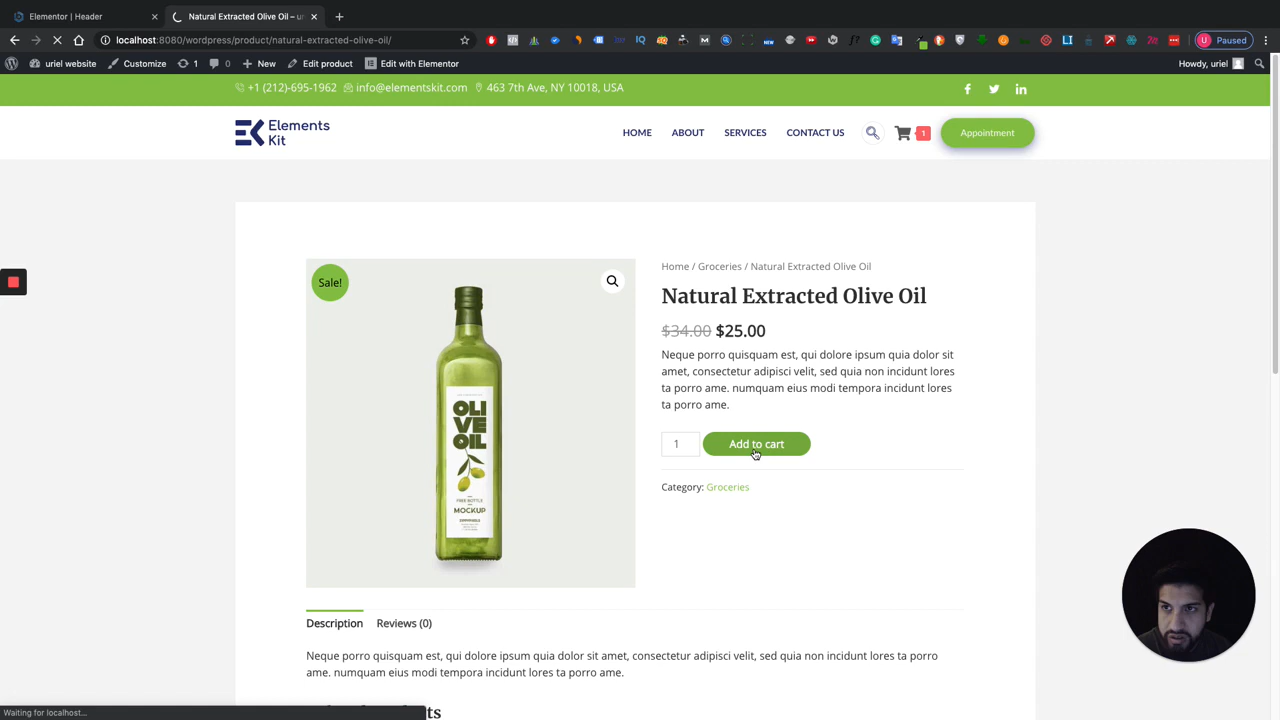 Elementor | Header
Natural Extracted Olive Oil – u
localhost:8080/wordpress/product/natural-extracted-olive-oil/
Paused
uriel website
Customize
1
0
New
Edit product
Edit with Elementor
Howdy, uriel
+1 (212)-695-1962
info@elementskit.com
463 7th Ave, NY 10018, USA
Elements
Kit
HOME
ABOUT
SERVICES
CONTACT US
1
Appointment
Sale!
Home / Groceries / Natural Extracted Olive Oil
Natural Extracted Olive Oil
$34.00 $25.00
Neque porro quisquam est, qui dolore ipsum quia dolor sit
amet, consectetur adipisci velit, sed quia non incidunt lores
ta porro ame. numquam eius modi tempora incidunt lores
ta porro ame.
1
Add to cart
Category: Groceries
OLI
VE
OIL
FREE BOTTLE
MOCKUP
Description
Reviews (0)
Neque porro quisquam est, qui dolore ipsum quia dolor sit amet, consectetur adipisci velit, sed quia non incidunt lores ta porro
ame. numquam eius modi tempora incidunt lores ta porro ame.
Waiting for localhost...